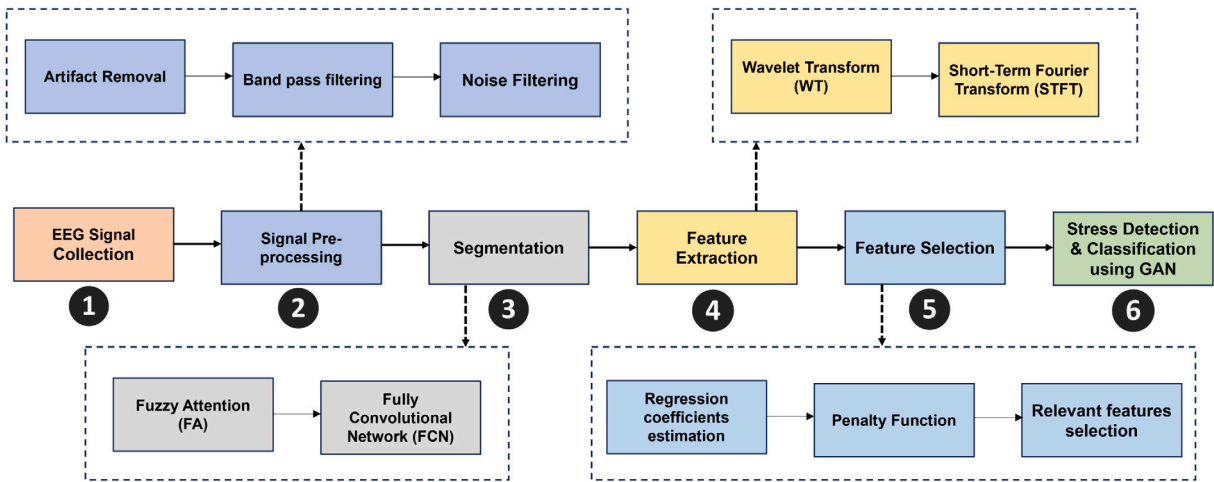 Artifact Removal
Band pass filtering
Noise Filtering
Wavelet Transform
(WT)
Short-Term Fourier
Transform (STFT)
EEG Signal
Collection
1
Signal Pre-
processing
2
Segmentation
3
Feature
Extraction
4
Feature Selection
5
Stress Detection
& Classification
using GAN
6
Fuzzy Attention
(FA)
Fully
Convolutional
Network (FCN)
Regression
coefficients
estimation
Penalty Function
Relevant features
selection